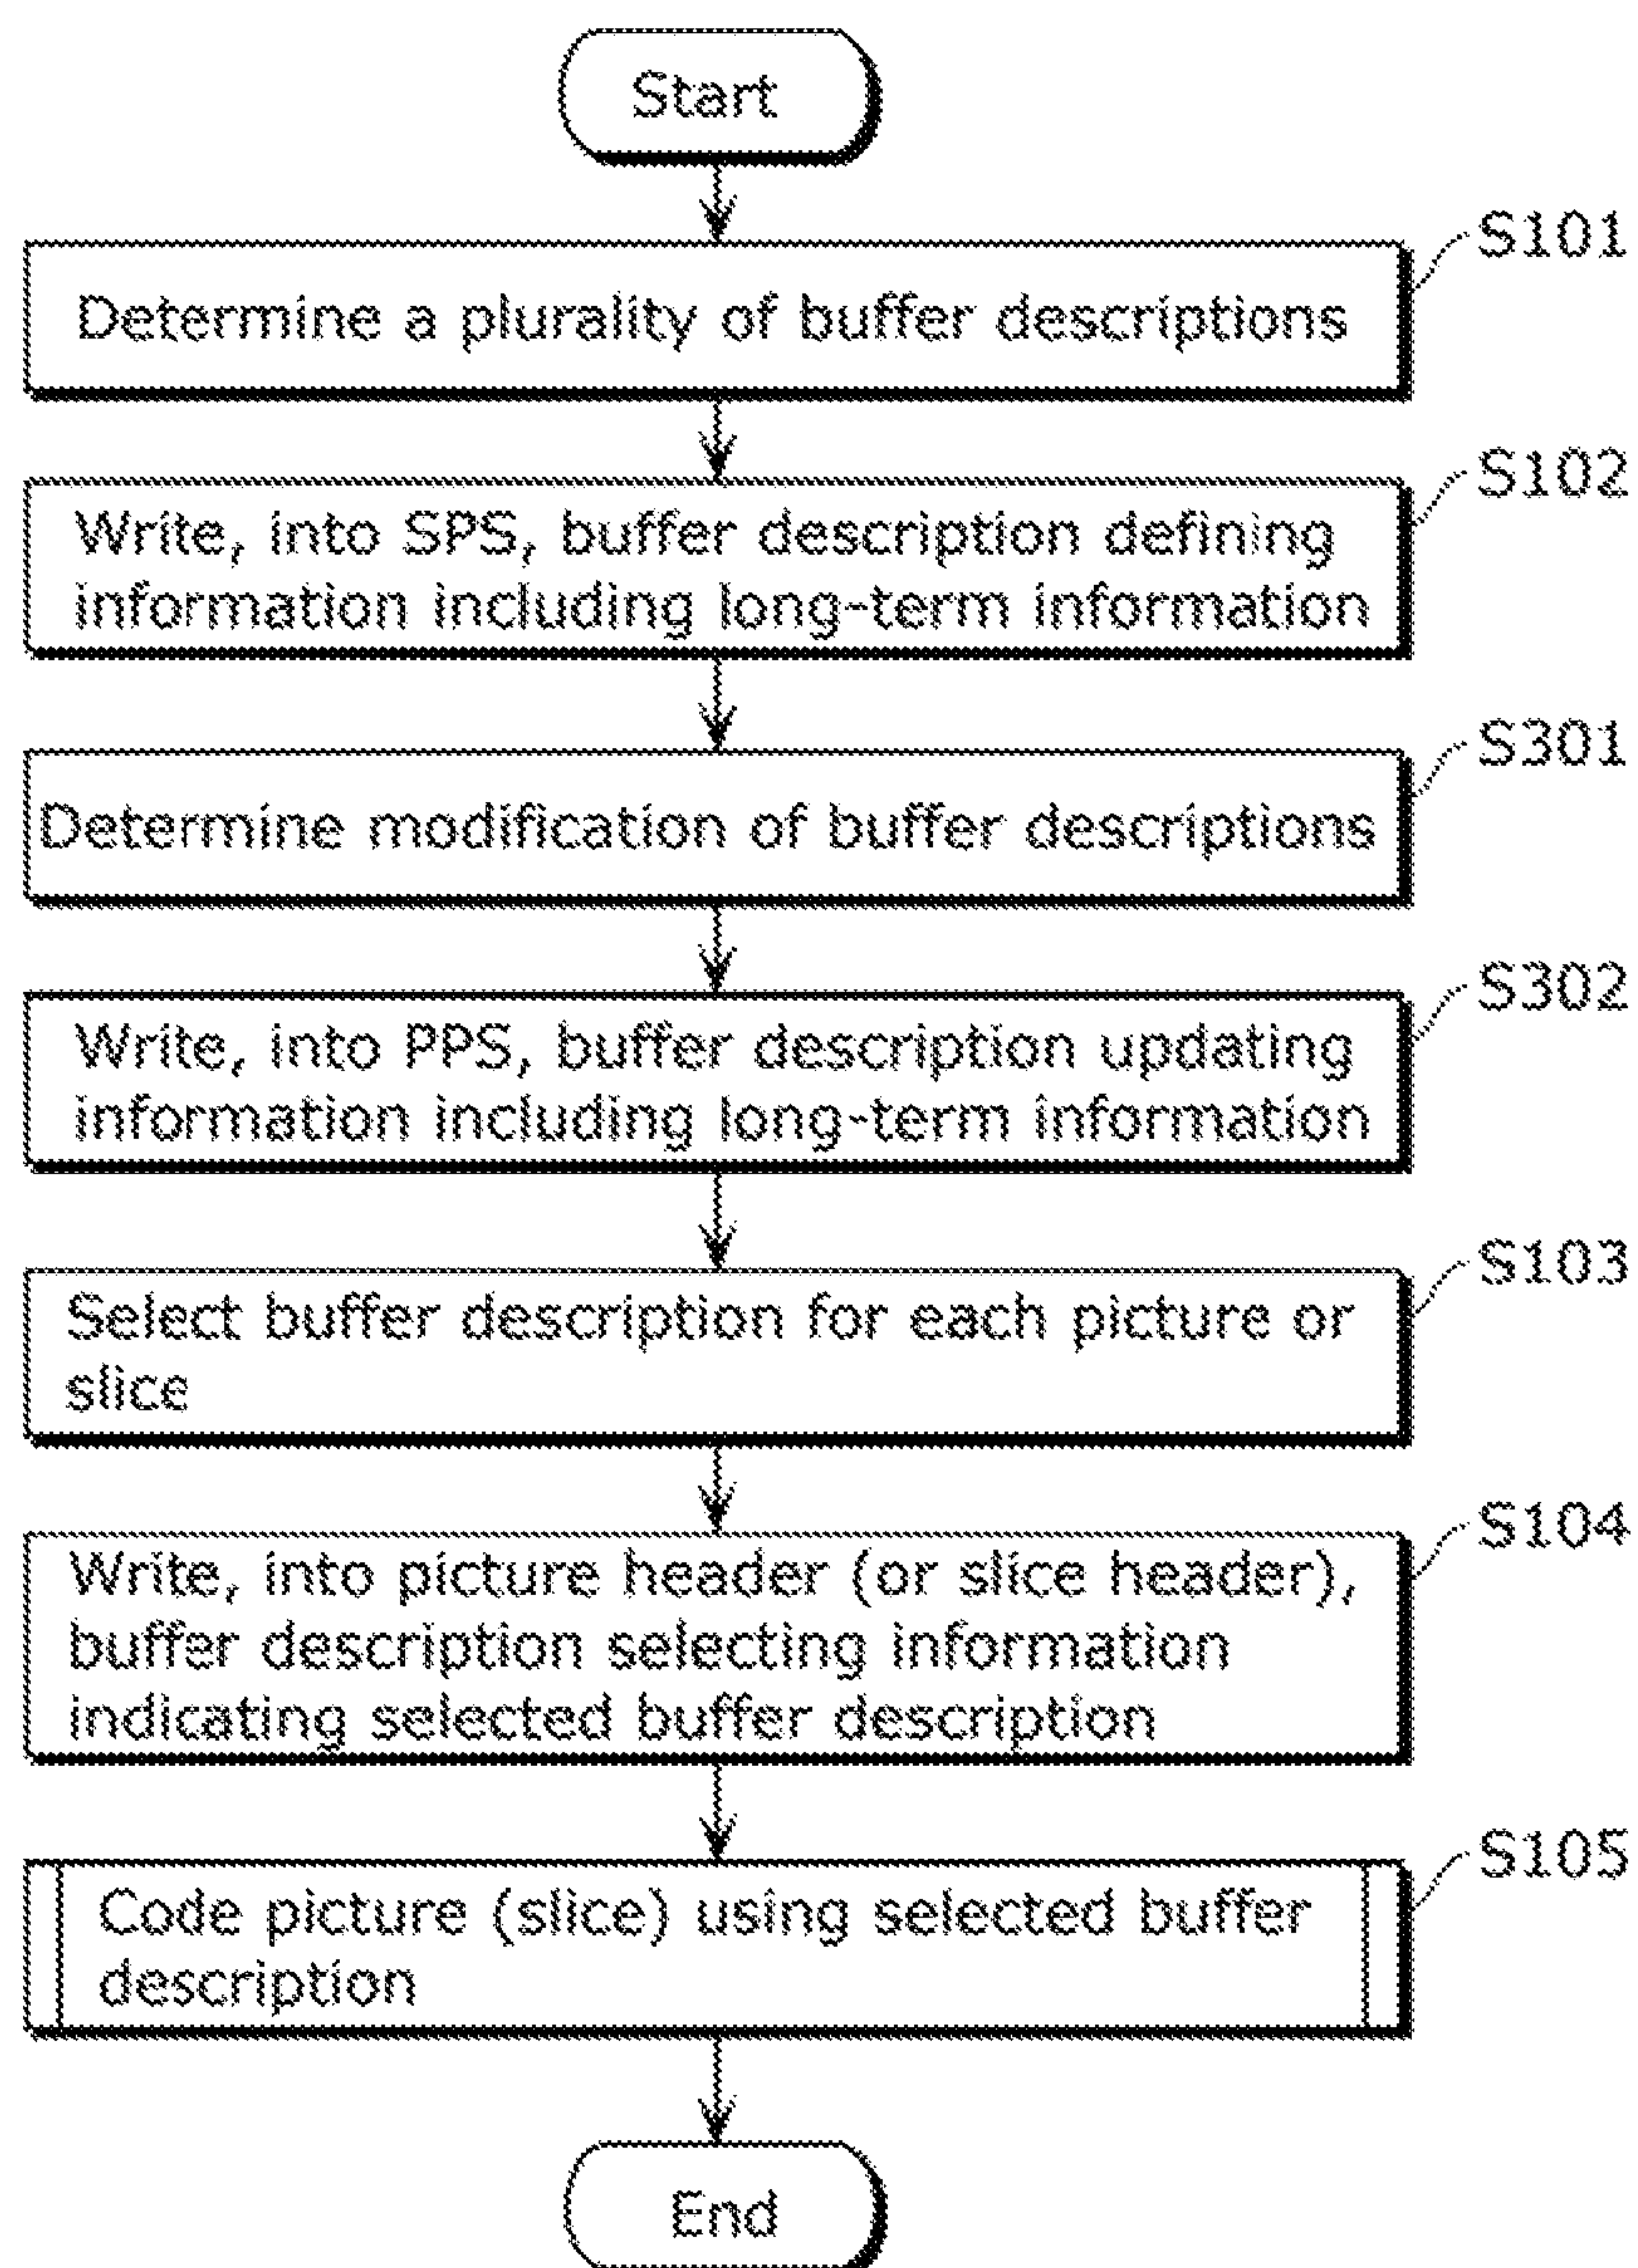 Start
S101
Determine a plurality of buffer descriptions
S102
Write, into SPS, buffer description defining
information including long-term information
S301
Determine modification of buffer descriptions
S302
Write, into PPS, buffer description updating
information including long-term information
S103
Select buffer description for each picture or
slice
S104
Write, into picture header (or slice header),
buffer description selecting information
indicating selected buffer description
S105
Code picture (slice) using selected buffer
description
End